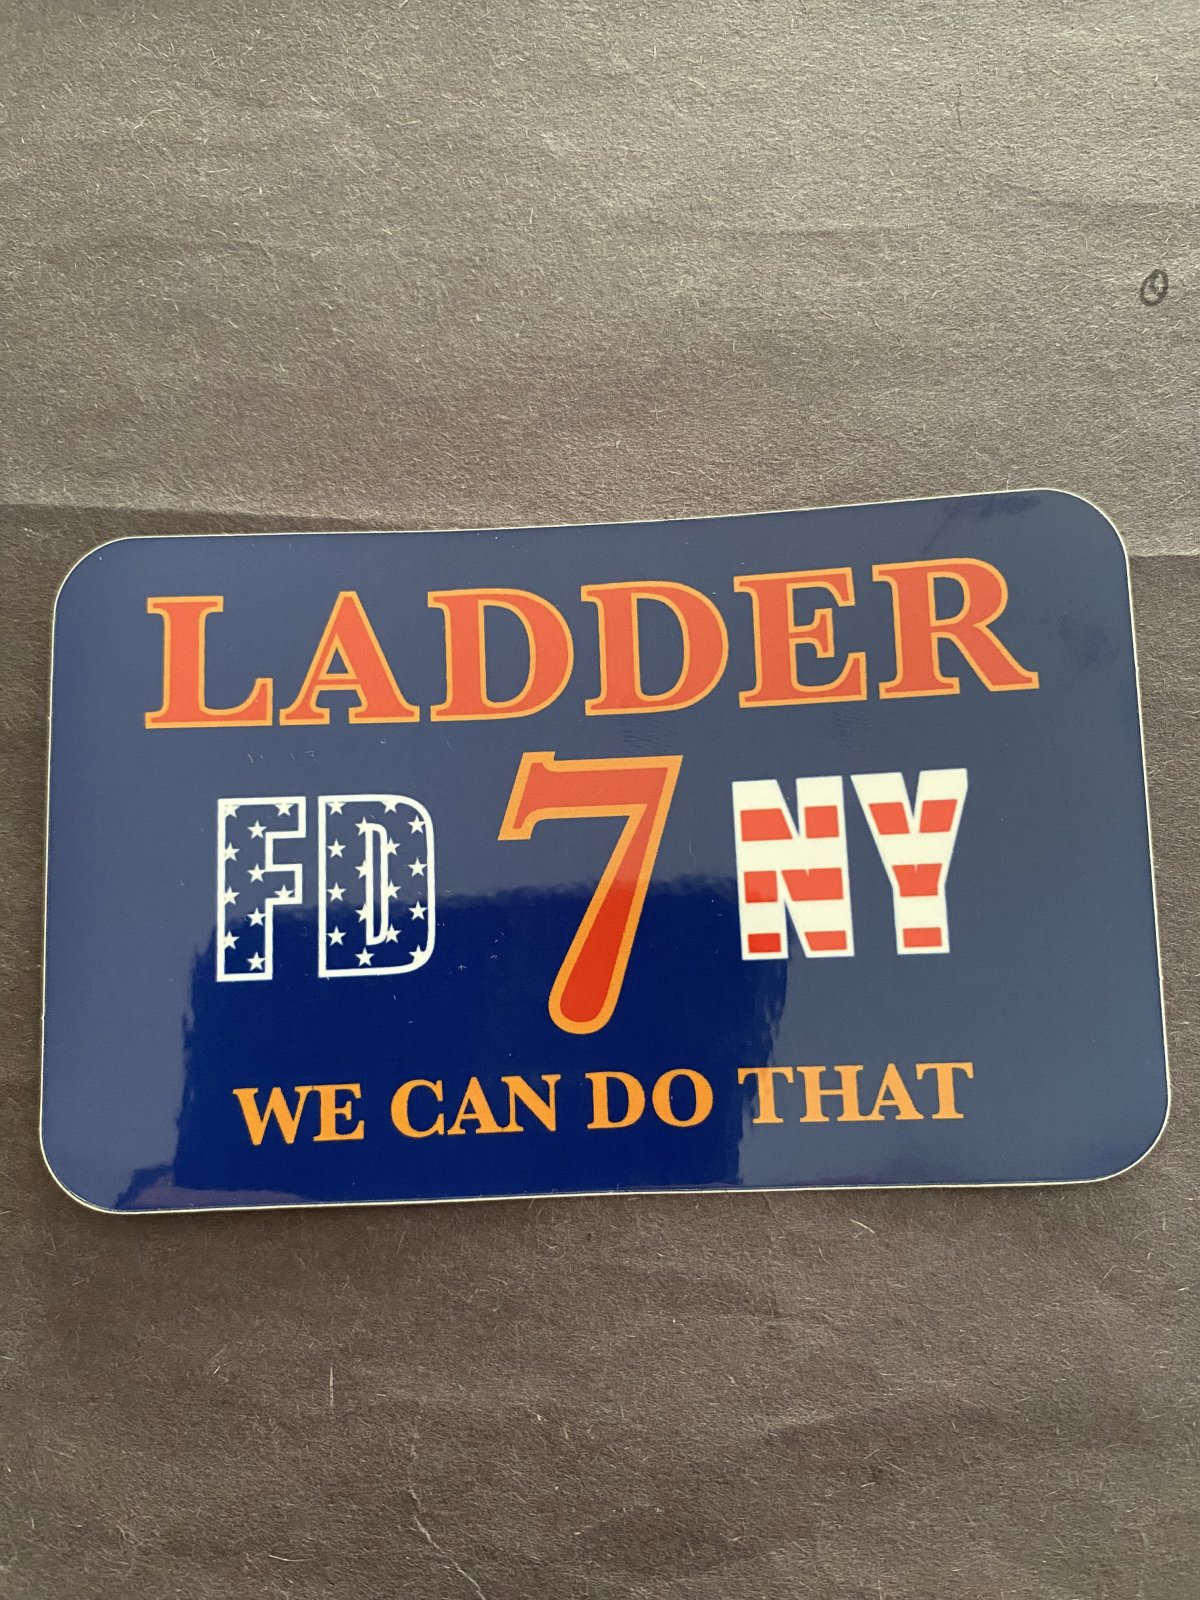 LADDER
FD 7 NY
WE CAN DO THAT